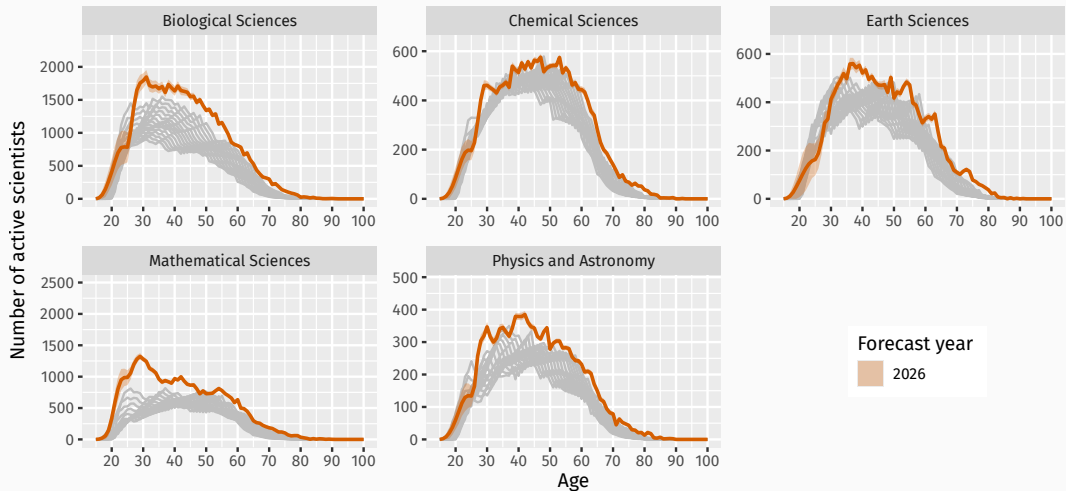 Biological Sciences
Chemical Sciences
Earth Sciences
2000
1500
1000
500
0
600
400
200
0
600
400
200
0
20 30 40 50 60 70 80 90 100
20 30 40 50 60 70 80 90 100
20 30 40 50 60 70 80 90 100
Mathematical Sciences
Physics and Astronomy
2500
2000
1500
1000
500
0
500
400
300
200
100
0
20 30 40 50 60 70 80 90 100
20 30 40 50 60 70 80 90 100
Number of active scientists
Age
Forecast year
2026